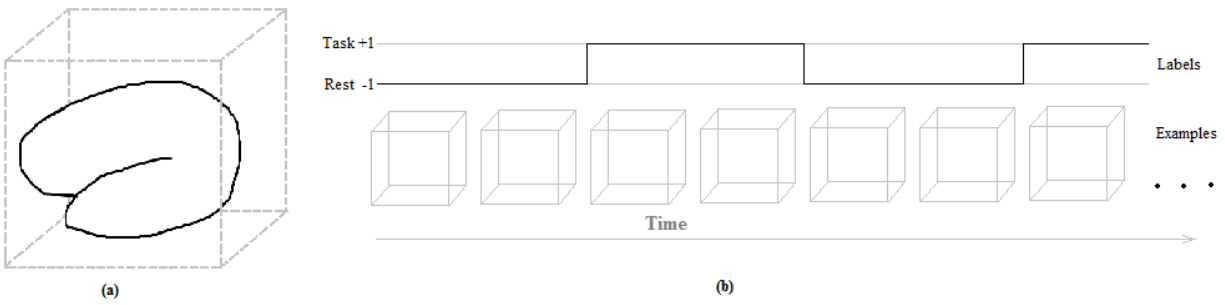 Task +1
Rest -1
Labels
Examples
. . .
Time
(a)
(b)